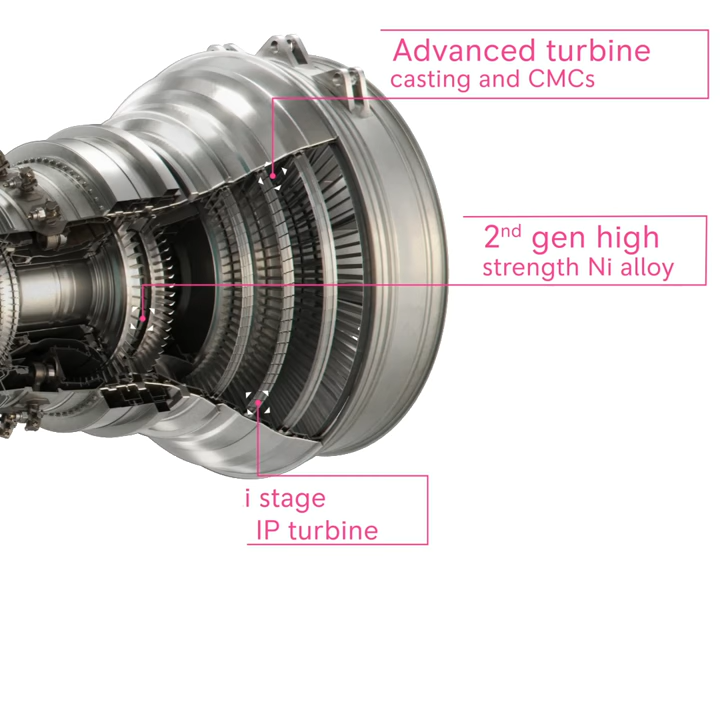 Advanced turbine
casting and CMCs
2nd gen high
strength Ni alloy
i stage
IP turbine